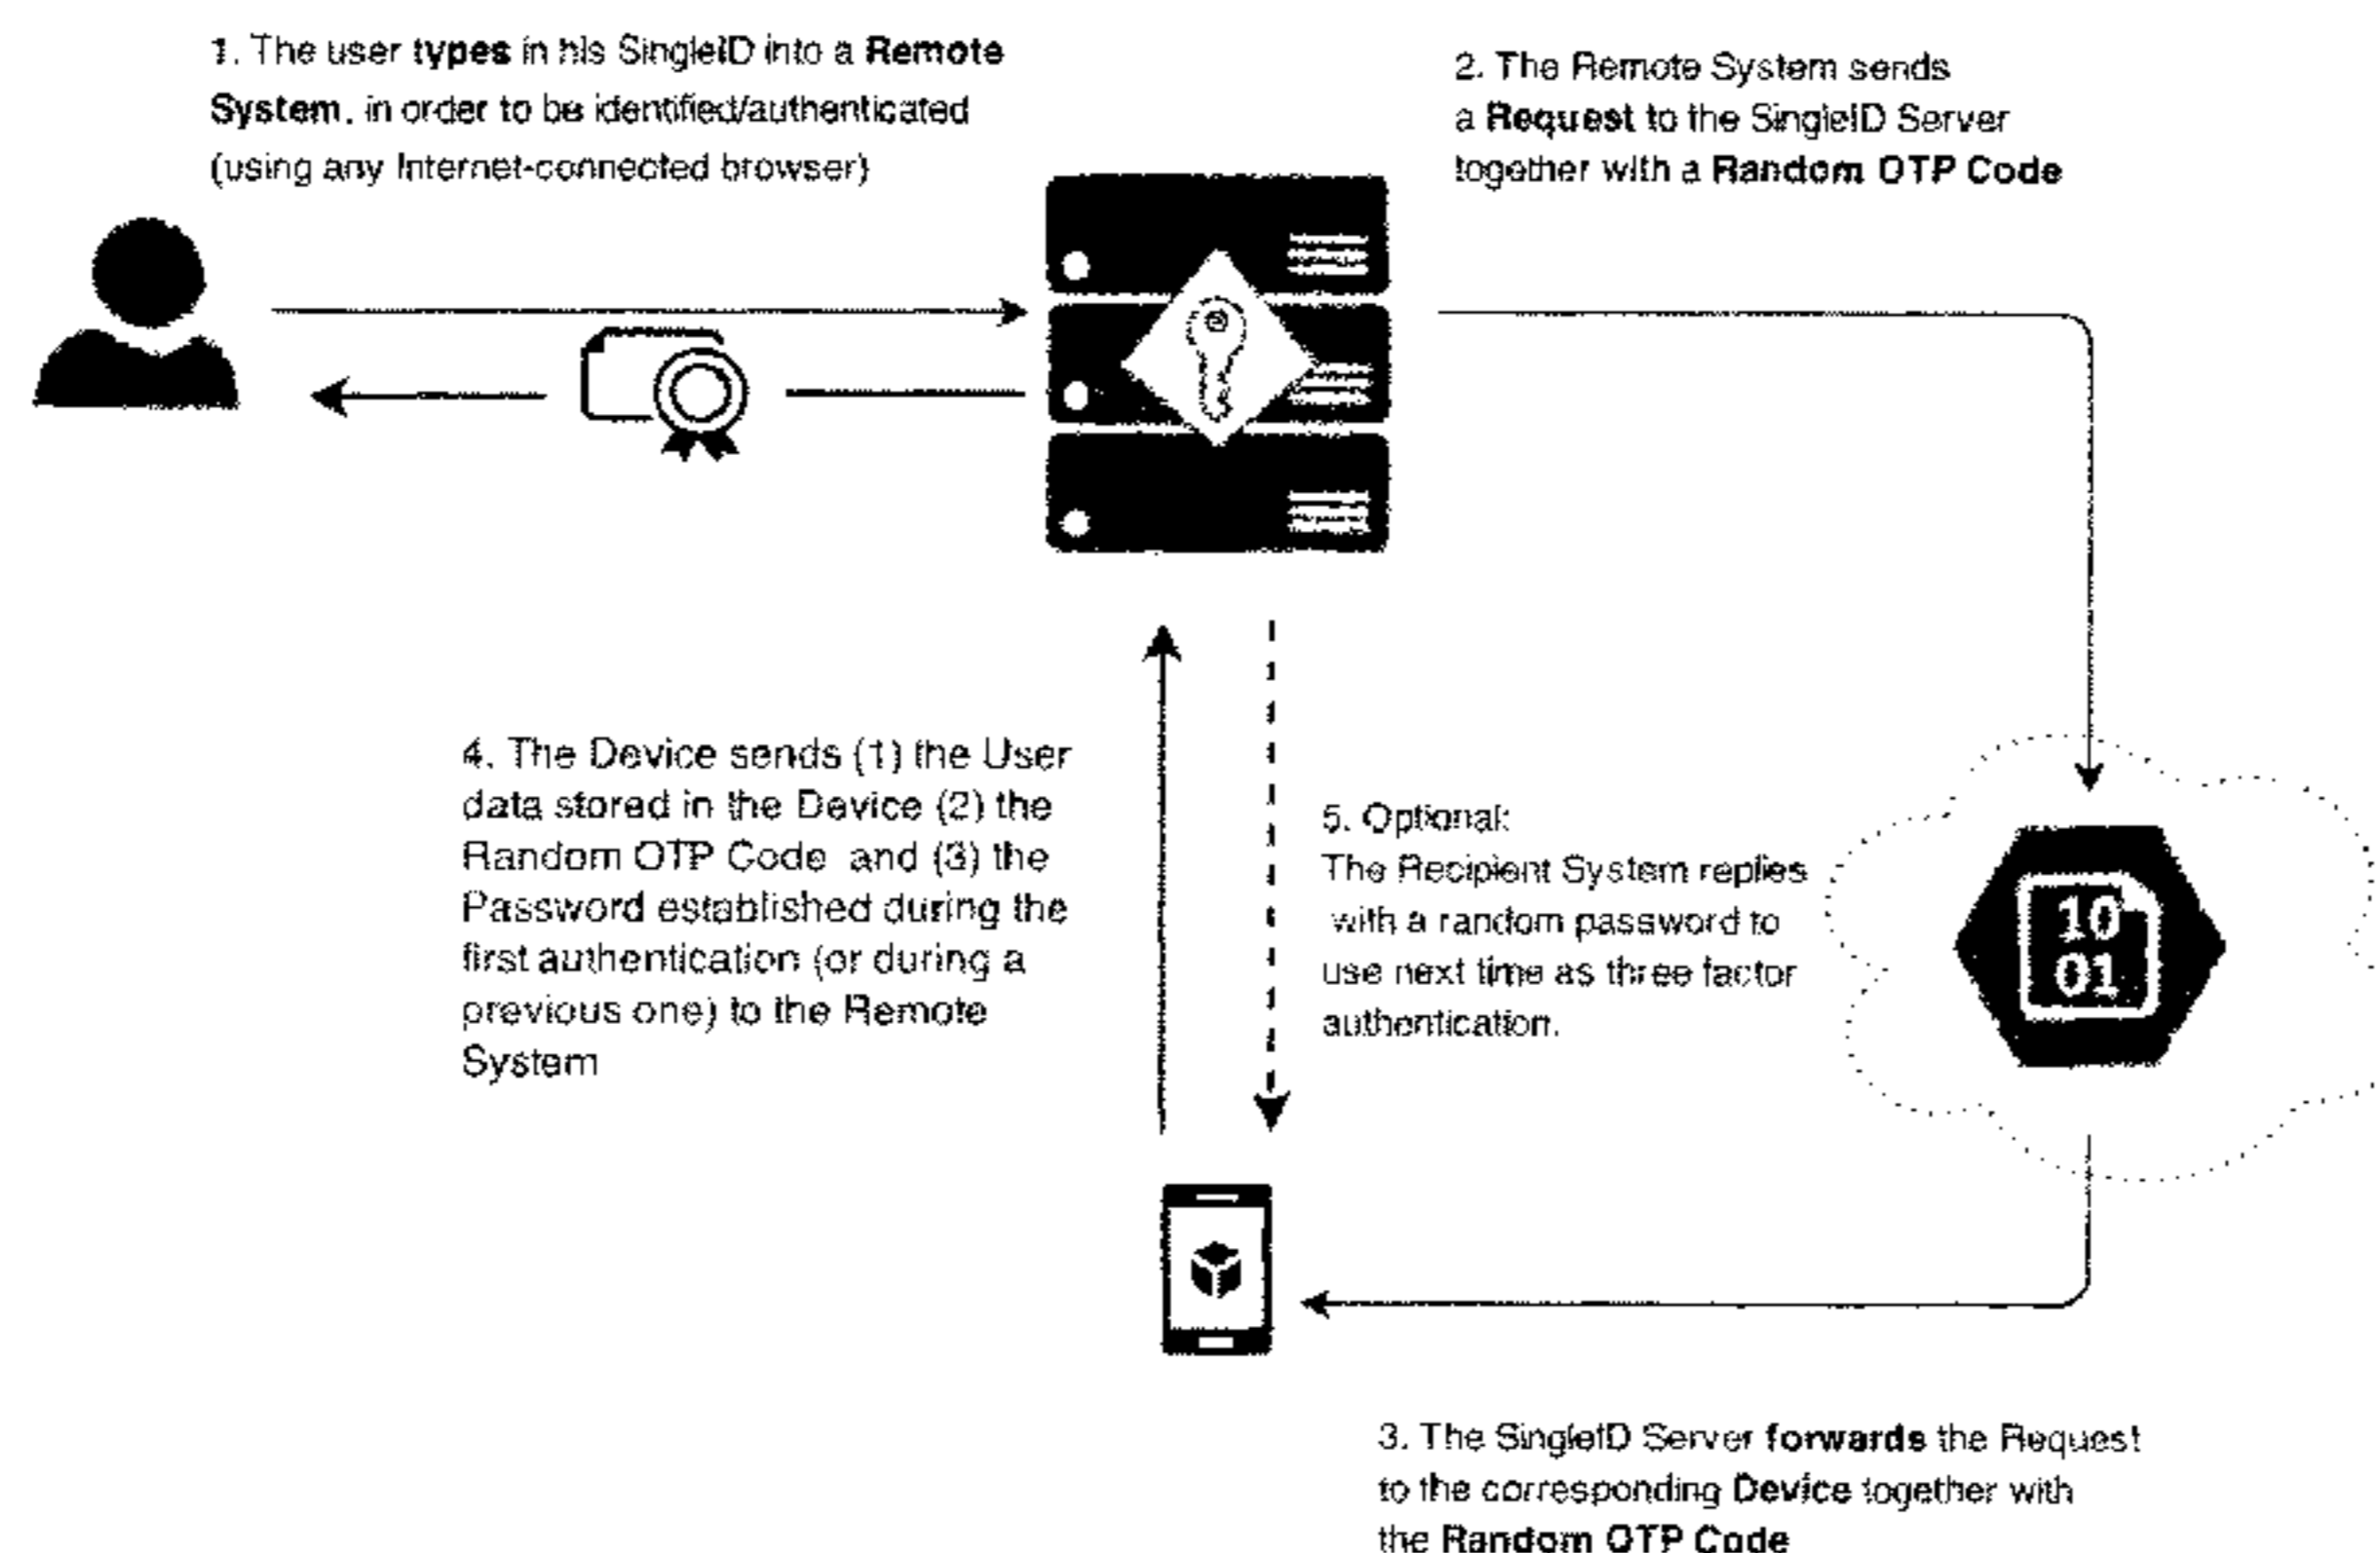 1. The user types in his SingleID into a Remote
System, in order to be identified/authenticated
(using any Internet-connected browser)
2. The Remote System sends
a Request to the SingleID Server
together with a Random OTP Code
4. The Device sends (1) the User
data stored in the Device (2) the
Random OTP Code and (3) the
Password established during the
first authentication (or during a
previous one) to the Remote
System
5. Optional:
The Recipient System replies
with a random password to
use next time as three factor
authentication.
10
01
3. The SingleID Server forwards the Request
to the corresponding Device together with
the Random OTP Code